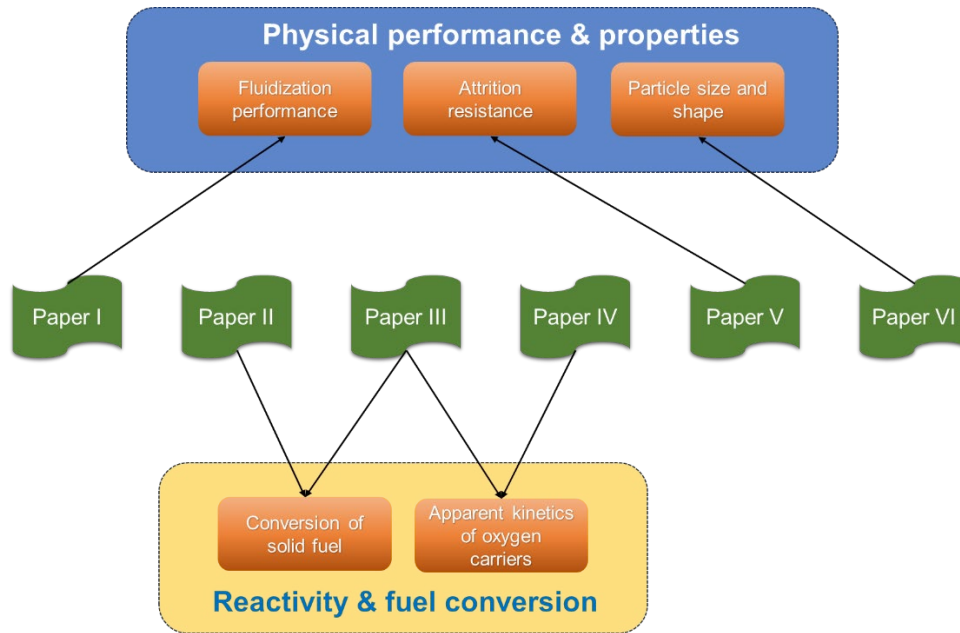 Physical performance & properties
Fluidization
performance
Attrition
resistance
Particle size and
shape
Paper I
Paper II
Paper III
Paper IV
Paper V
Paper VI
Conversion of
solid fuel
Apparent kinetics
of oxygen
carriers
Reactivity & fuel conversion